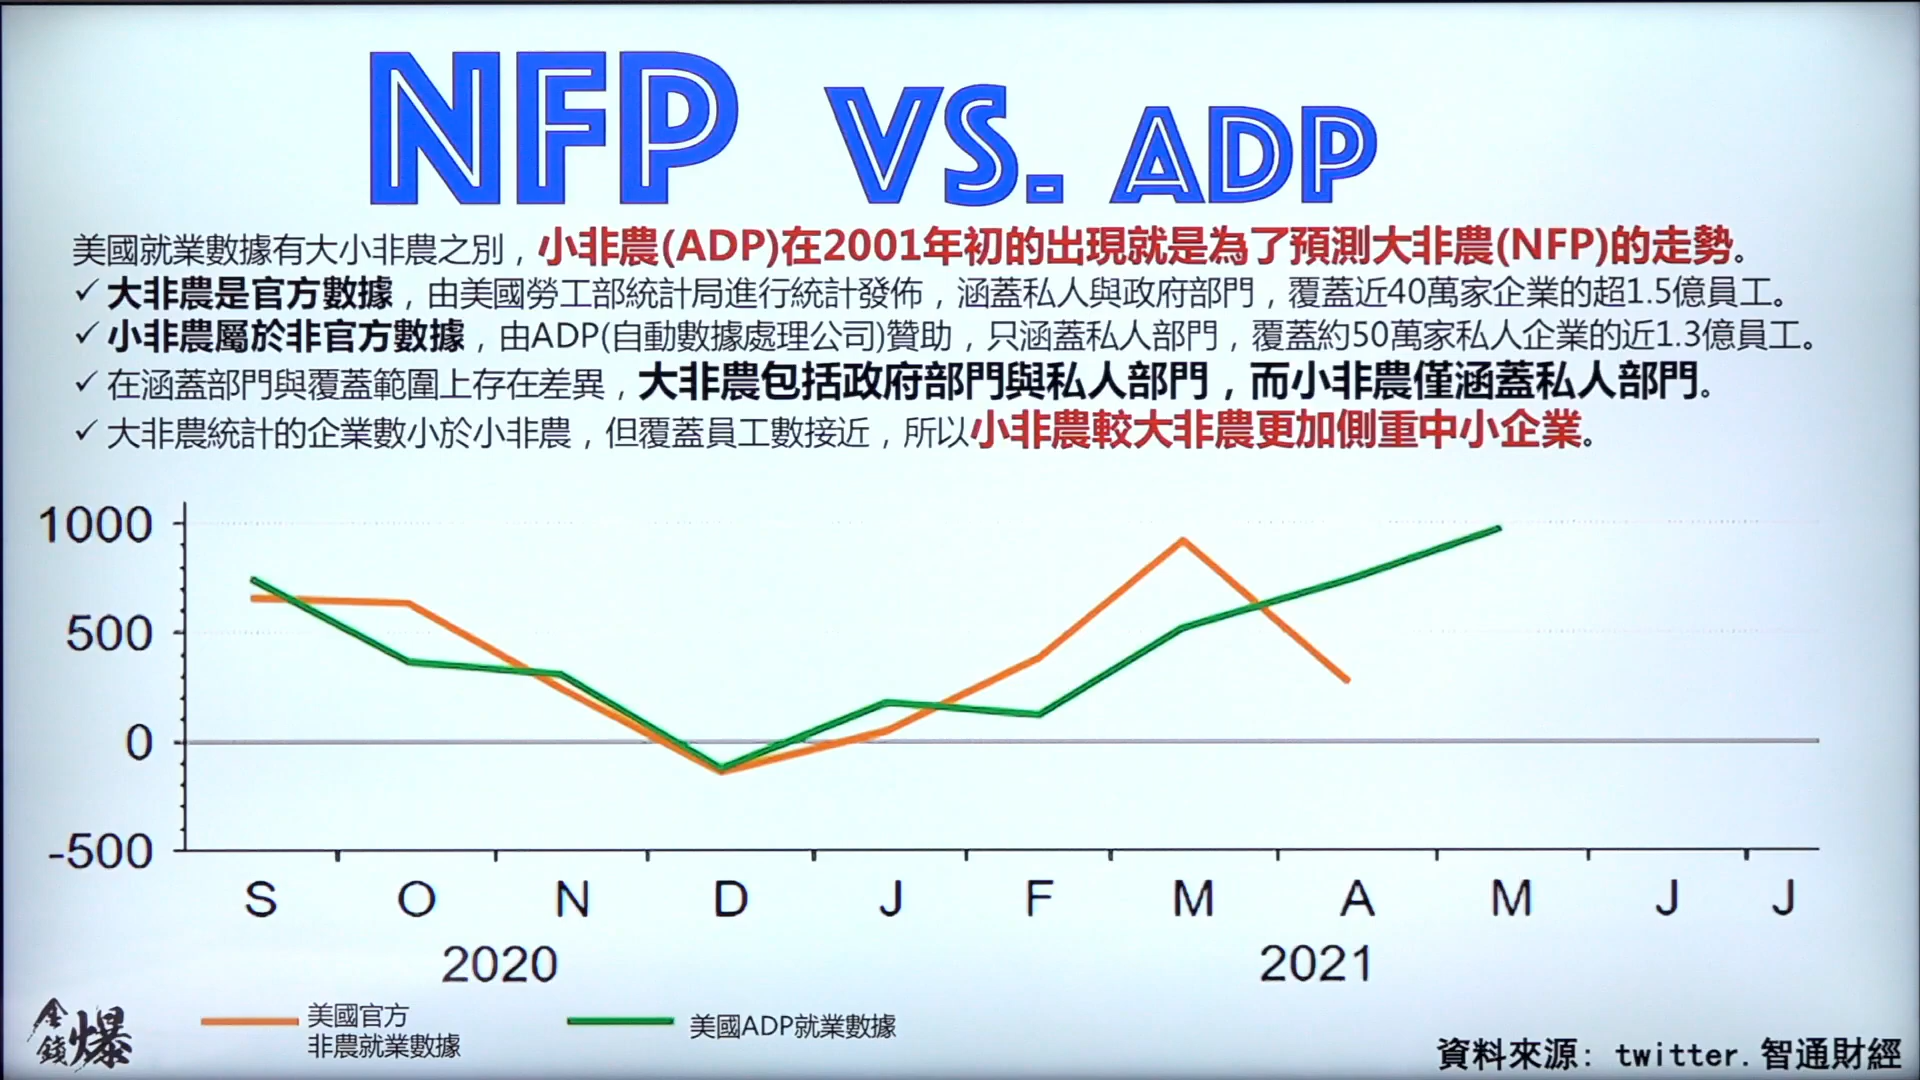 NFP VS. ADP
美國就業數據有大小非農之別，小非農(ADP)在2001年初的出現就是為了預測大非農(NFP)的走勢。
✓ 大非農是官方數據，由美國勞工部統計局進行統計發佈，涵蓋私人與政府部門，覆蓋近40萬家企業的超1.5億員工。
✓ 小非農屬於非官方數據，由ADP(自動數據處理公司)贊助，只涵蓋私人部門，覆蓋約50萬家私人企業的近1.3億員工。
✓ 在涵蓋部門與覆蓋範圍上存在差異，大非農包括政府部門與私人部門，而小非農僅涵蓋私人部門。
✓ 大非農統計的企業數小於小非農，但覆蓋員工數接近，所以小非農較大非農更加側重中小企業。
1000
500
0
-500
S O N D J F M A M J J
2020 2021
美國官方
非農就業數據
美國ADP就業數據
金錢爆
資料來源: twitter.智通財經